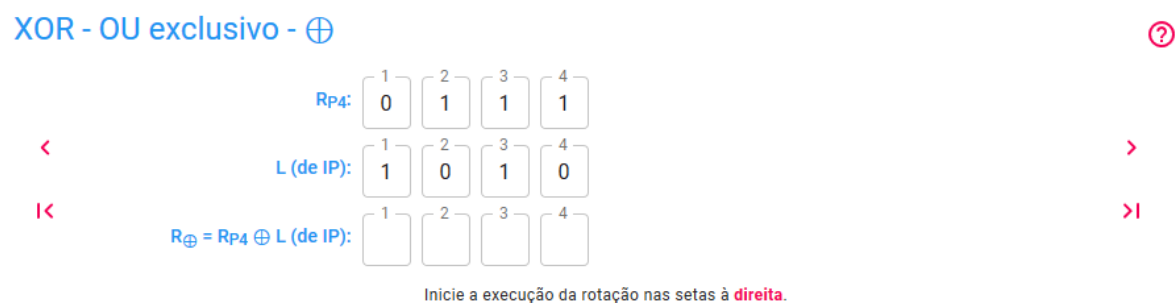 XOR - OU exclusivo - ⊕
?
1 2 3 4
RP4: 0 1 1 1
1 2 3 4
L (de IP): 1 0 1 0
1 2 3 4
R⊕ = RP4 ⊕ L (de IP):
Inicie a execução da rotação nas setas à direita.